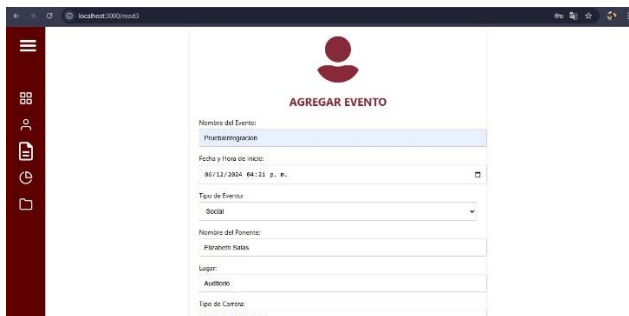 localhost:3000/mod3
AGREGAR EVENTO
Nombre del Evento:
Pruebaintegracion
Fecha y Hora de Inicio:
06/12/2024 04:21 p. m.
Tipo de Evento:
Social
Nombre del Ponente:
Elizabeth Salas
Lugar:
Auditorio
Tipo de Carrera: